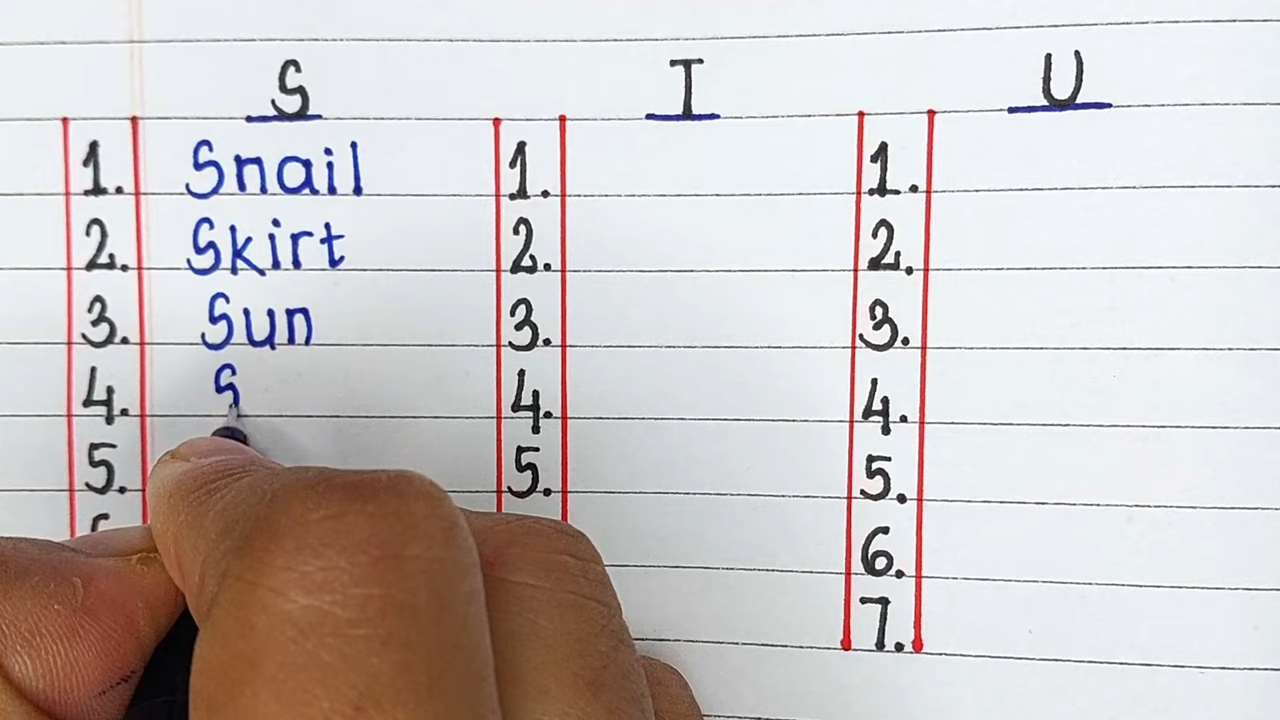 S I U
1. Snail 1. 1.
2. Skirt 2. 2.
3. Sun 3. 3.
4. S 4. 4.
5. 5. 5.
6.
7.